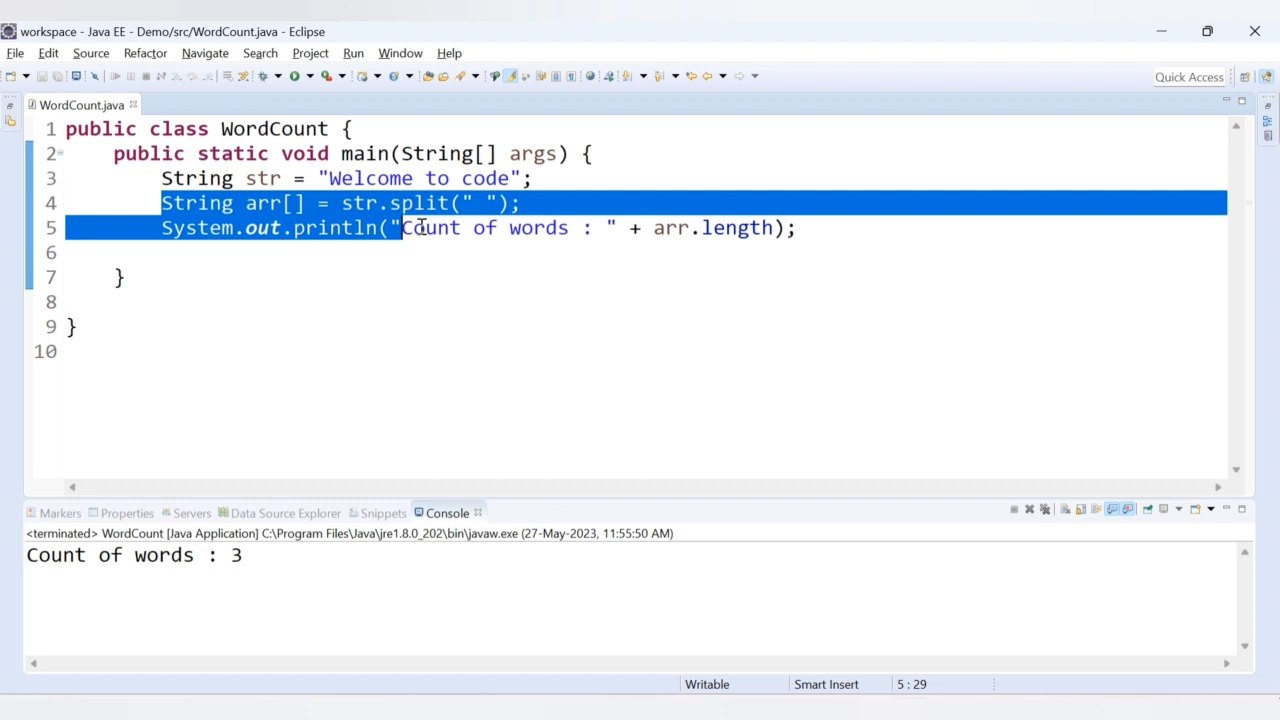 workspace - Java EE - Demo/src/WordCount.java - Eclipse
File Edit Source Refactor Navigate Search Project Run Window Help
Quick Access
WordCount.java
1 public class WordCount {
2 public static void main(String[] args) {
3 String str = "Welcome to code";
4 String arr[] = str.split(" ");
5 System.out.println("Count of words : " + arr.length);
6
7 }
8
9 }
10
Markers Properties Servers Data Source Explorer Snippets Console
<terminated> WordCount [Java Application] C:\Program Files\Java\jre1.8.0_202\bin\javaw.exe (27-May-2023, 11:55:50 AM)
Count of words : 3
Writable Smart Insert 5 : 29